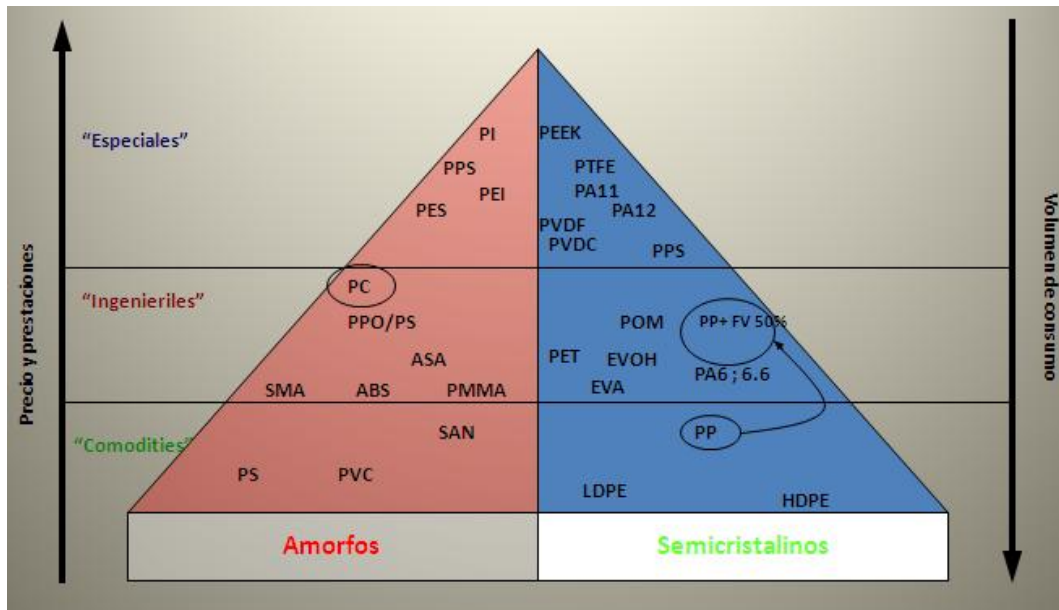 Precio y prestaciones
Volumen de consumo
“Especiales”
PI
PEEK
PPS
PTFE
PEI
PA11
PES
PA12
PVDF
PVDC
PPS
“Ingenieriles”
PC
PPO/PS
POM
PP+ FV 50%
ASA
PET
EVOH
PA6 ; 6.6
SMA
ABS
PMMA
EVA
“Comodities”
SAN
PP
PS
PVC
LDPE
HDPE
Amorfos
Semicristalinos